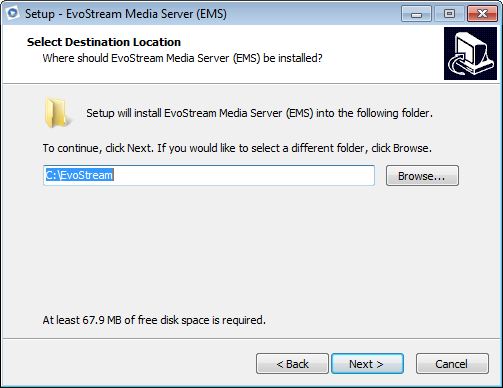 Setup - EvoStream Media Server (EMS)
Select Destination Location
Where should EvoStream Media Server (EMS) be installed?
Setup will install EvoStream Media Server (EMS) into the following folder.
To continue, click Next. If you would like to select a different folder, click Browse.
C:\EvoStream
Browse...
At least 67.9 MB of free disk space is required.
< Back
Next >
Cancel